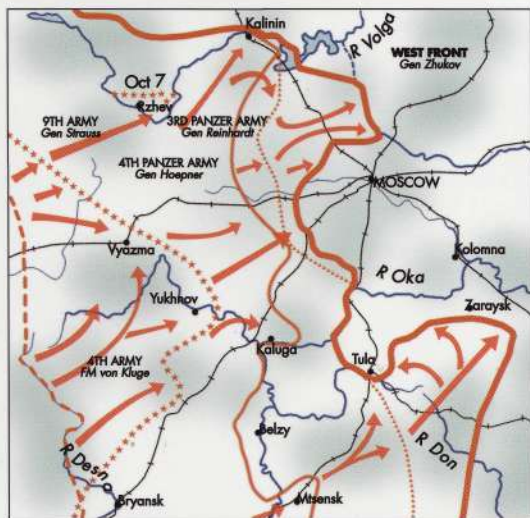 Kalinin
R Volga
WEST FRONT
Gen Zhukov
Oct 7
Rzhev
9TH ARMY
Gen Strauss
3RD PANZER ARMY
Gen Reinhardt
4TH PANZER ARMY
Gen Hoepner
MOSCOW
Vyazma
Kolomna
R Oka
Yukhnov
Zaraysk
Kaluga
4TH ARMY
FM von Kluge
Tula
Belzy
R Don
R Desn
Bryansk
Mtsensk